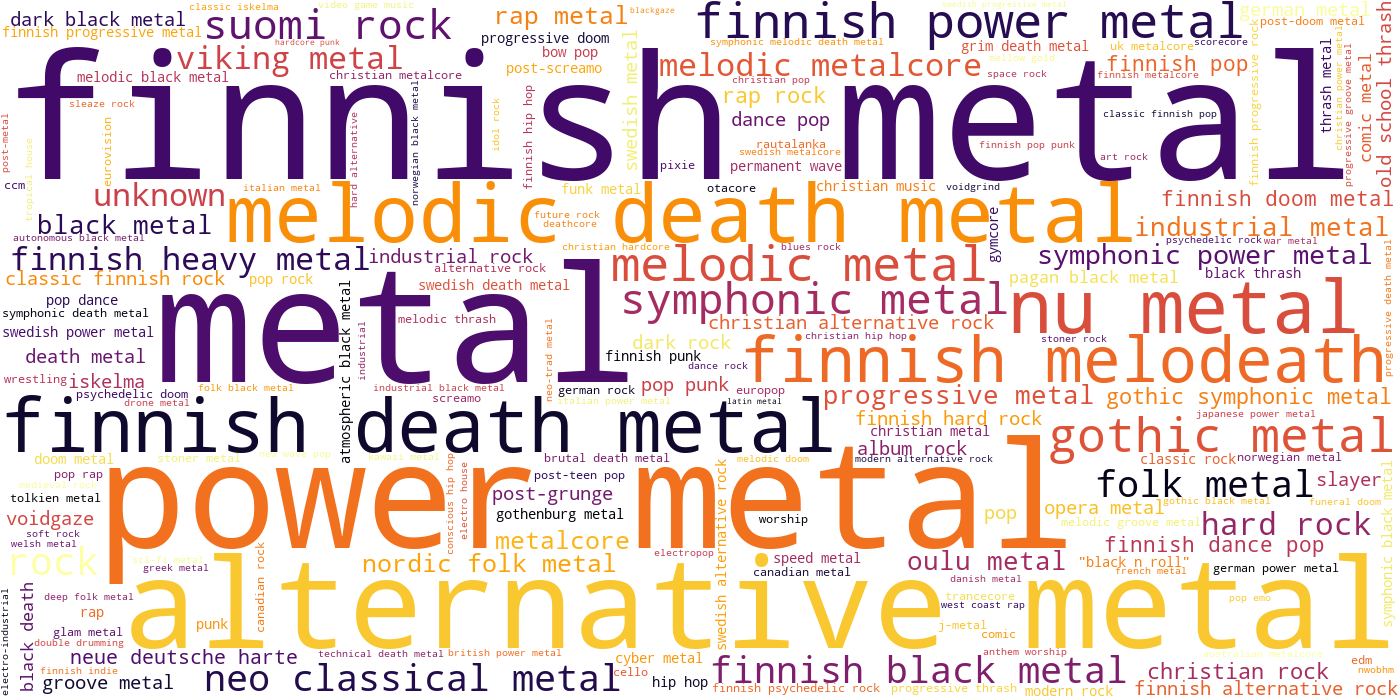 classic iskelma
video game music
blackgaze
swedish progressive metal
german metal
dark black metal
suomi rock
rap metal
finnish power metal
post-doom metal
finnish progressive metal
hardcore punk
progressive doom
symphonic melodic death metal
grim death metal
uk metalcore
scorecore
viking metal
bow pop
mellow gold
melodic metalcore
finnish pop
thrash metal
old school thrash
melodic black metal
christian metalcore
post-screamo
christian pop
space rock
finnish metalcore
comic metal
christian power metal
progressive groove metal
finnish progressive rock
sleaze rock
rap rock
finnish metal
dance pop
classic finnish pop
post-metal
eurovision
hard alternative
norwegian black metal
idol rock
finnish hip hop
swedish metal
rautalanka
swedish metalcore
finnish pop punk
art rock
tropical house
pixie
permanent wave
ccm
unknown
italian metal
funk metal
otacore
christian music
voidgrind
finnish doom metal
black metal
melodic death metal
future rock
deathcore
gymcore
industrial metal
autonomous black metal
christian hardcore
blues rock
psychedelic rock
war metal
finnish heavy metal
industrial rock
melodic metal
symphonic power metal
classic finnish rock
pop rock
alternative rock
swedish death metal
pagan black metal
black thrash
progressive death metal
pop dance
symphonic metal
nu metal
symphonic death metal
metal
melodic thrash
christian alternative rock
swedish power metal
atmospheric black metal
industrial
neo-trad metal
dark rock
christian hip hop
stoner rock
death metal
finnish punk
dance rock
finnish melodeath
wrestling
iskelma
folk black metal
industrial black metal
german rock
pop punk
europop
psychedelic doom
screamo
italian power metal
latin metal
progressive metal
gothic symphonic metal
drone metal
finnish death metal
finnish hard rock
japanese power metal
christian metal
gothic metal
album rock
doom metal
stoner metal
kawaii metal
brutal death metal
melodic doom
modern alternative rock
classic rock
norwegian metal
pop rap
post-teen pop
medieval rock
tolkien metal
power metal
conscious hip hop
electro house
post-grunge
folk metal
slayer
gothic black metal
funeral doom
voidgaze
gothenburg metal
worship
pop
opera metal
melodic groove metal
hard rock
soft rock
welsh metal
metalcore
swedish alternative rock
finnish dance pop
symphonic black metal
rock
greek metal
canadian rock
nordic folk metal
electropop
speed metal
canadian metal
oulu metal
"black n roll"
french metal
german power metal
danish metal
electro-industrial
black death
deep folk metal
alternative metal
trancecore
west coast rap
pop emo
rap
punk
j-metal
comic
glam metal
double drumming
technical death metal
british power metal
anthem worship
neue deutsche harte
cyber metal
finnish black metal
edm
finnish indie
cello
christian rock
nwobhm
groove metal
neo classical metal
hip hop
finnish psychedelic rock
progressive thrash
modern rock
finnish alternative rock